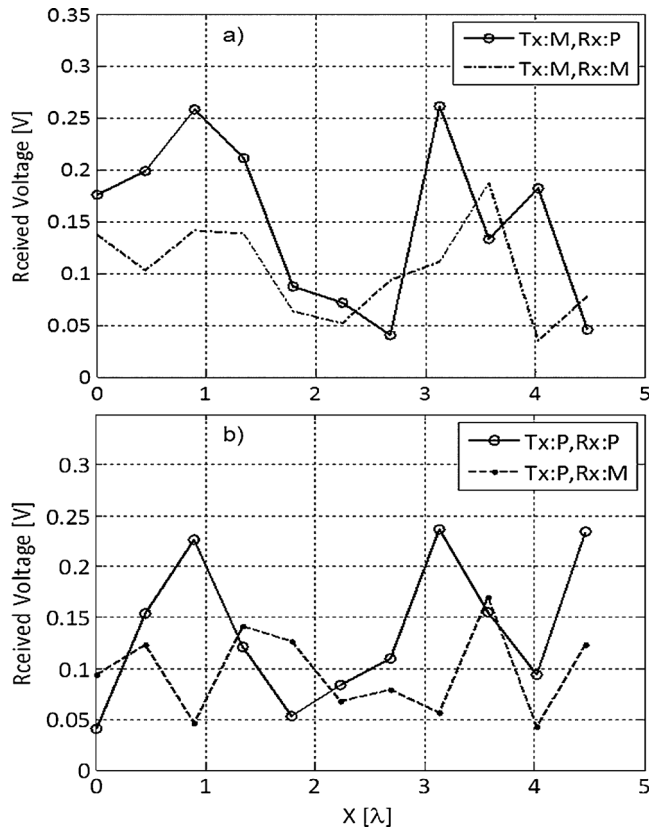 a)
Tx:M,Rx:P
Tx:M,Rx:M
Rceived Voltage [V]
0.35
0.3
0.25
0.2
0.15
0.1
0.05
0
0 1 2 3 4 5
b)
Tx:P,Rx:P
Tx:P,Rx:M
Rceived Voltage [V]
0.3
0.25
0.2
0.15
0.1
0.05
0
0 1 2 3 4 5
X [λ]